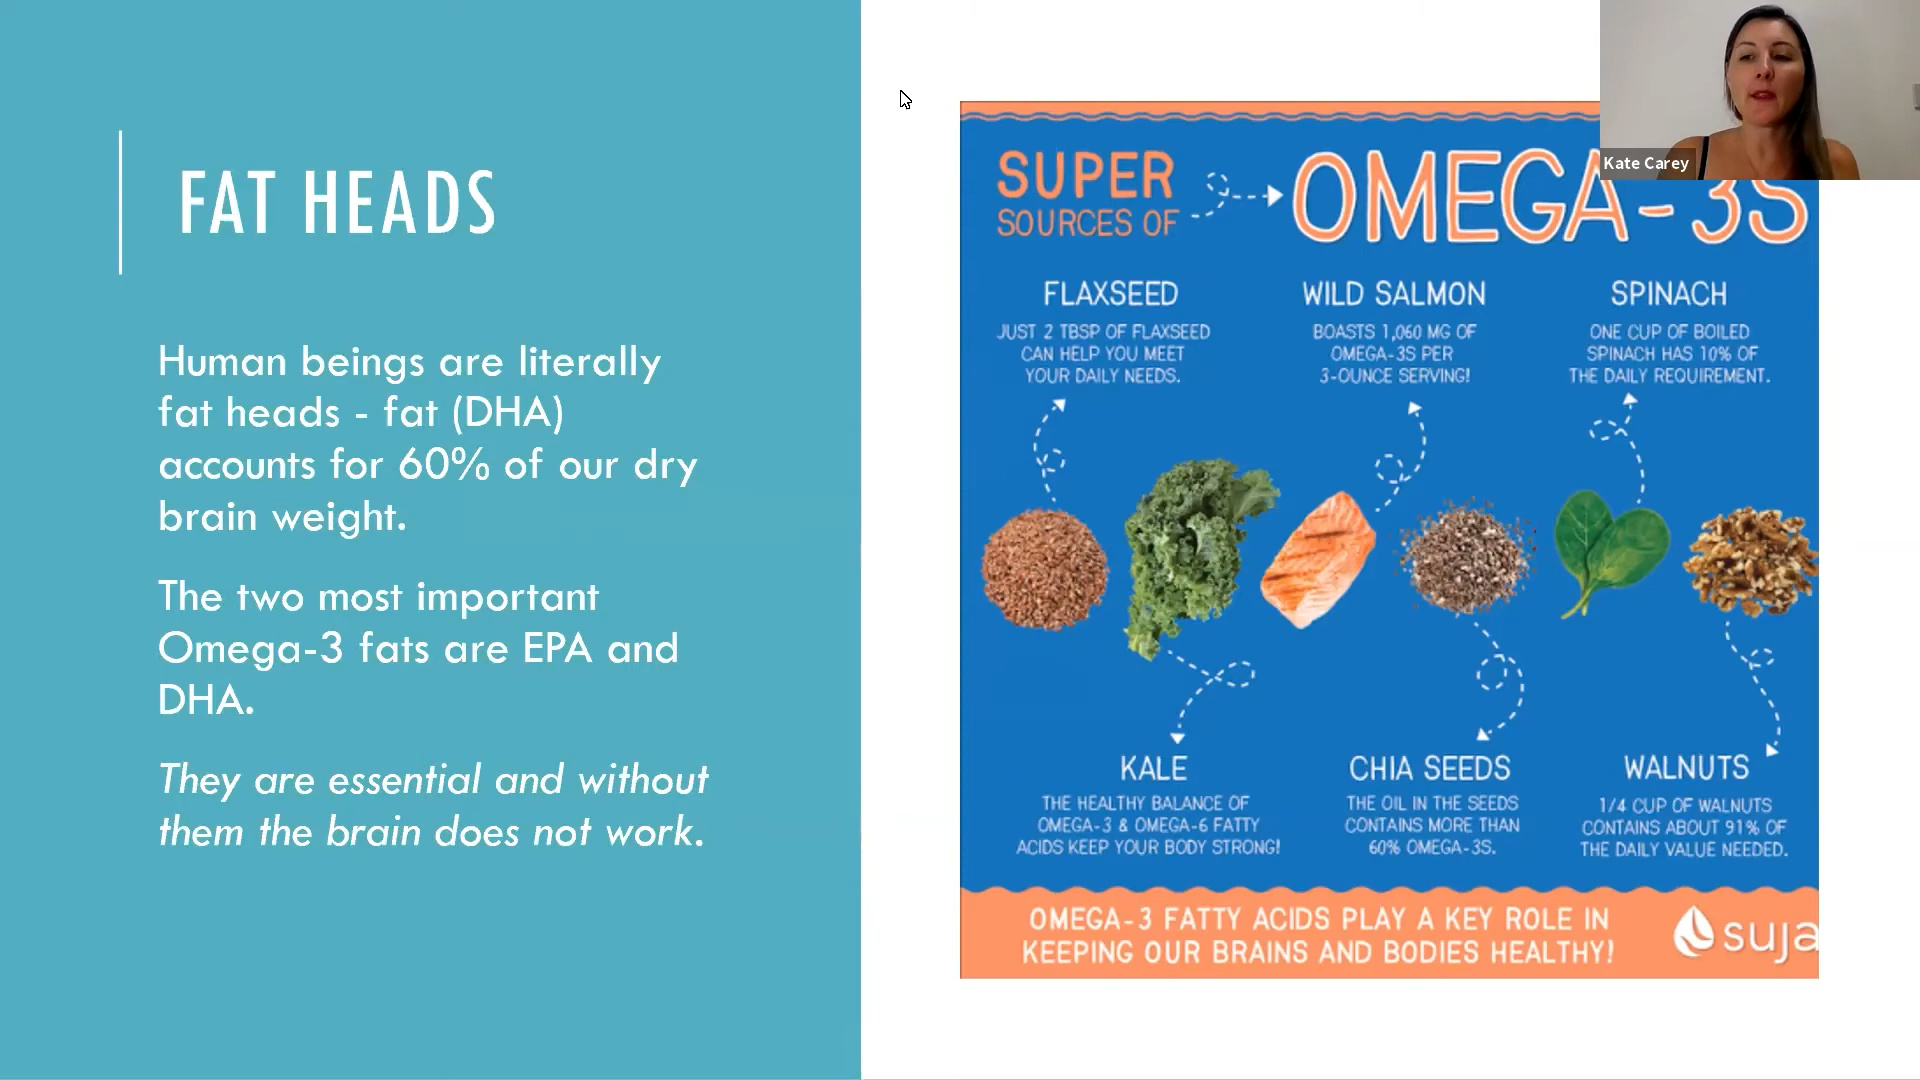 FAT HEADS
Human beings are literally
fat heads - fat (DHA)
accounts for 60% of our dry
brain weight.
The two most important
Omega-3 fats are EPA and
DHA.
They are essential and without
them the brain does not work.
Kate Carey
SUPER
SOURCES OF
OMEGA-3S
FLAXSEED
JUST 2 TBSP OF FLAXSEED
CAN HELP YOU MEET
YOUR DAILY NEEDS.
WILD SALMON
BOASTS 1,060 MG OF
OMEGA-3S PER
3-OUNCE SERVING!
SPINACH
ONE CUP OF BOILED
SPINACH HAS 10% OF
THE DAILY REQUIREMENT.
KALE
THE HEALTHY BALANCE OF
OMEGA-3 & OMEGA-6 FATTY
ACIDS KEEP YOUR BODY STRONG!
CHIA SEEDS
THE OIL IN THE SEEDS
CONTAINS MORE THAN
60% OMEGA-3S.
WALNUTS
1/4 CUP OF WALNUTS
CONTAINS ABOUT 91% OF
THE DAILY VALUE NEEDED.
OMEGA-3 FATTY ACIDS PLAY A KEY ROLE IN
KEEPING OUR BRAINS AND BODIES HEALTHY!
suja